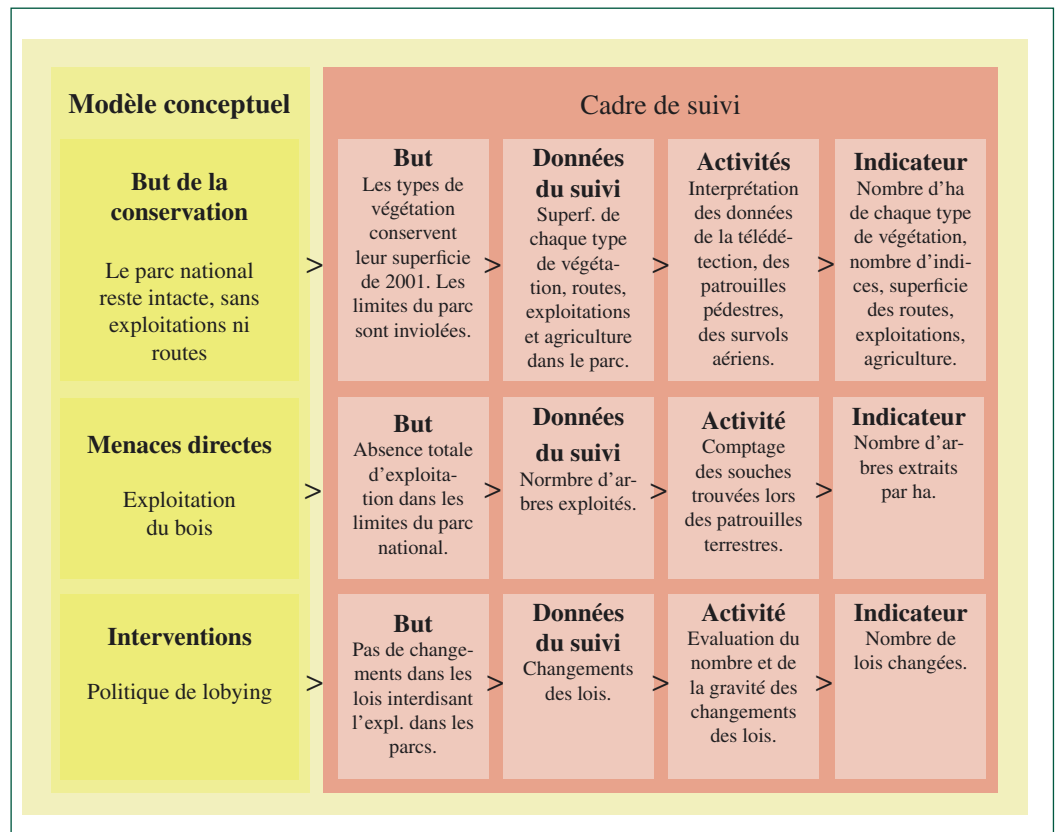 Modèle conceptuel
Cadre de suivi
But de la
conservation
Le parc national
reste intacte, sans
exploitations ni
routes
>
But
Les types de
végétation
conservent
leur superficie
de 2001. Les
limites du parc
sont inviolées.
>
Données
du suivi
Superf. de
chaque type
de végéta-
tion, routes,
exploitations
et agriculture
dans le parc.
>
Activités
Interprétation
des données
de la télédé-
tection, des
patrouilles
pédestres,
des survols
aériens.
>
Indicateur
Nombre d'ha
de chaque type
de végétation,
nombre d'indi-
ces, superficie
des routes,
exploitations,
agriculture.
Menaces directes
Exploitation
du bois
>
But
Absence totale
d'exploita-
tion dans les
limites du parc
national.
>
Données
du suivi
Normbre d'ar-
bres exploités.
>
Activité
Comptage
des souches
trouvées lors
des patrouilles
terrestres.
>
Indicateur
Nombre d'ar-
bres extraits
par ha.
Interventions
Politique de lobying
>
But
Pas de change-
ments dans les
lois interdisant
l'expl. dans les
parcs.
>
Données
du suivi
Changements
des lois.
>
Activité
Evaluation du
nombre et de
la gravité des
changements
des lois.
>
Indicateur
Nombre de
lois changées.